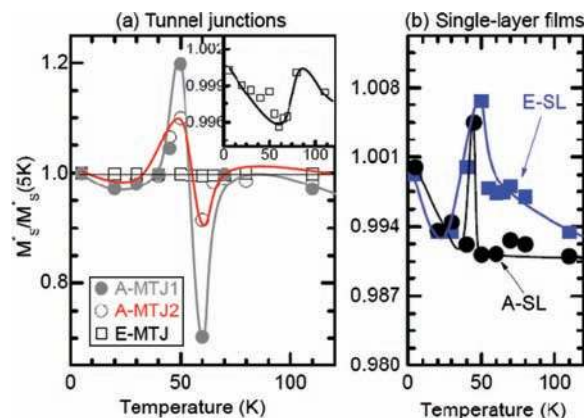 (a) Tunnel junctions
(b) Single-layer films
1.2
1.0
0.8
M*s/M*s(5K)
1.002
0.999
0.996
0 50 100
A-MTJ1
A-MTJ2
E-MTJ
0 50 100
Temperature (K)
1.008
1.001
0.994
0.987
0.980
E-SL
A-SL
0 50 100
Temperature (K)